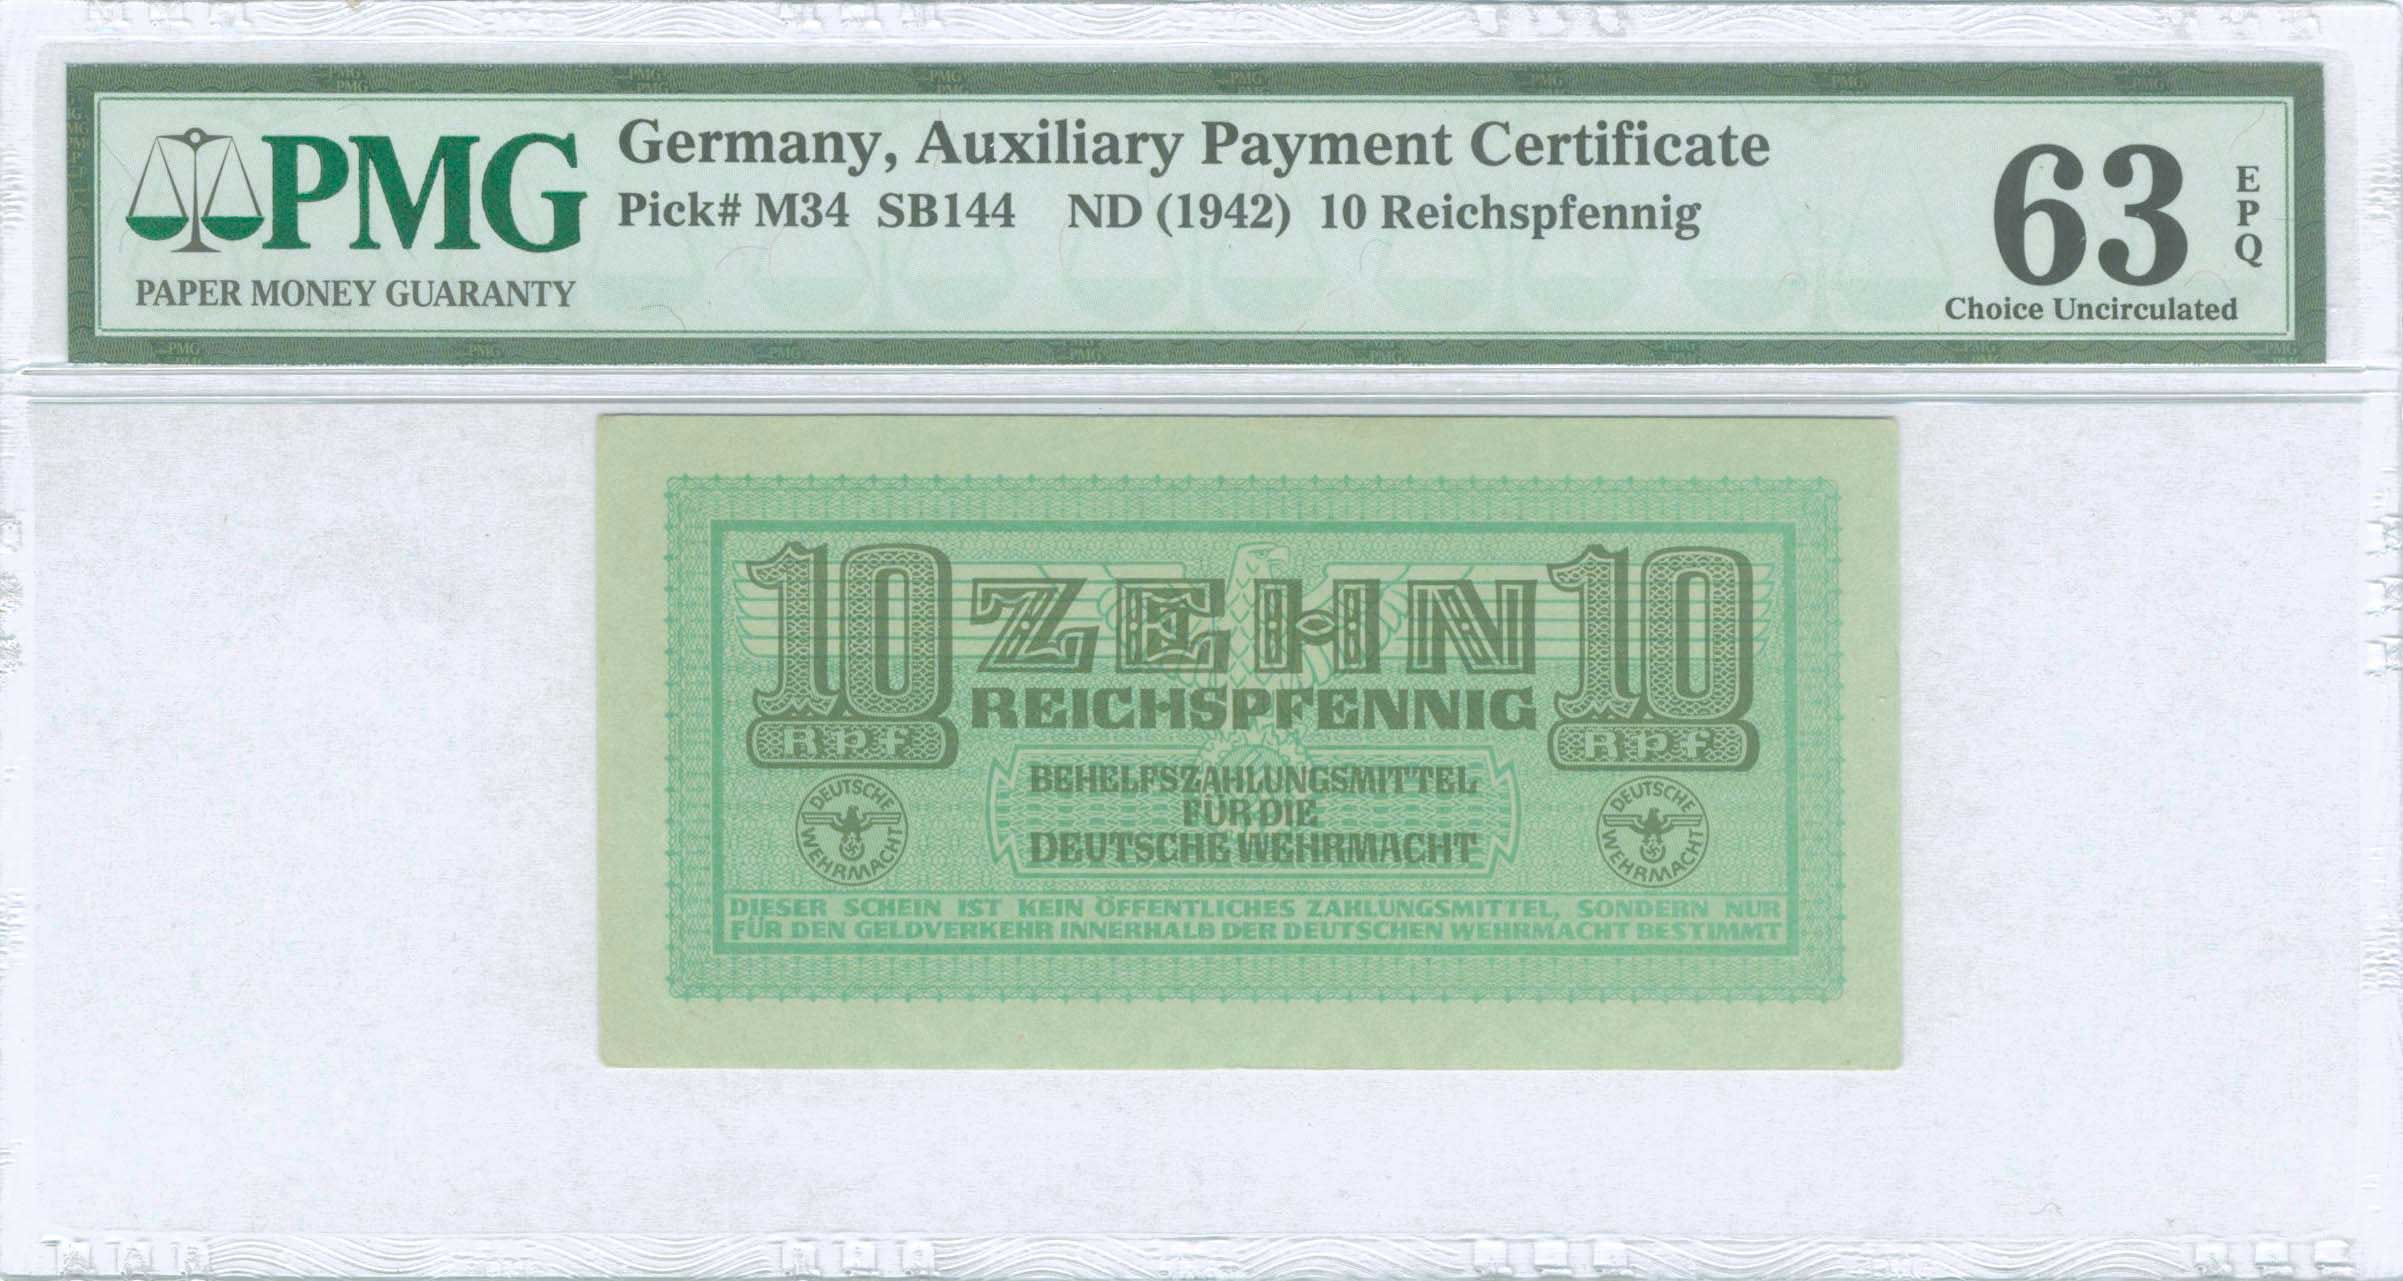 PMG
PAPER MONEY GUARANTY
Germany, Auxiliary Payment Certificate
Pick# M34 SB144 ND (1942) 10 Reichspfennig
63
EPQ
Choice Uncirculated
10 ZEHN 10
REICHSPFENNIG
Rpf Rpf
BEHELFSZAHLUNGSMITTEL
FÜR DIE
DEUTSCHE WEHRMACHT
DEUTSCHE WEHRMACHT
DEUTSCHE WEHRMACHT
DIESER SCHEIN IST KEIN ÖFFENTLICHES ZAHLUNGSMITTEL, SONDERN NUR
FÜR DEN GELDVERKEHR INNERHALB DER DEUTSCHEN WEHRMACHT BESTIMMT